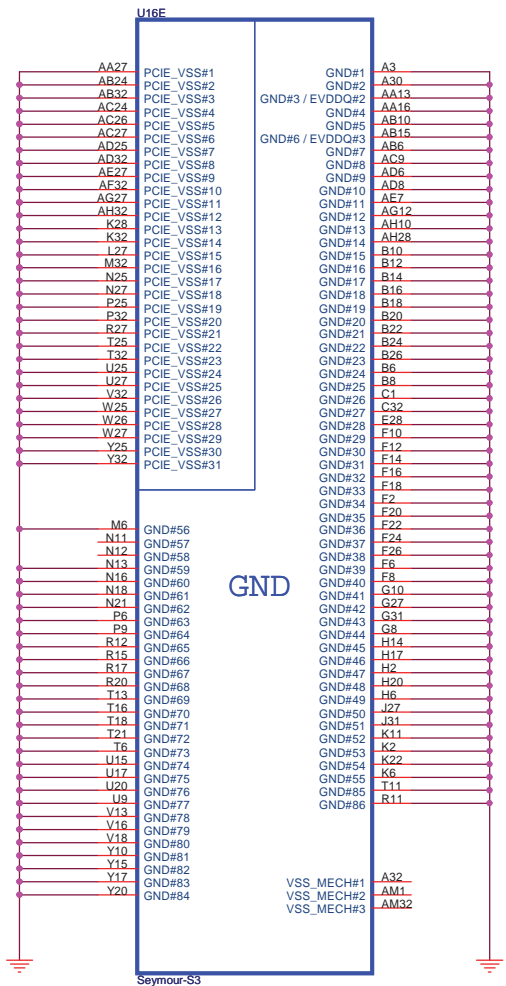 U16E
AA27 PCIE_VSS#1
AB24 PCIE_VSS#2
AB32 PCIE_VSS#3
AC24 PCIE_VSS#4
AC26 PCIE_VSS#5
AC27 PCIE_VSS#6
AD25 PCIE_VSS#7
AD32 PCIE_VSS#8
AE27 PCIE_VSS#9
AF32 PCIE_VSS#10
AG27 PCIE_VSS#11
AH32 PCIE_VSS#12
K28 PCIE_VSS#13
K32 PCIE_VSS#14
L27 PCIE_VSS#15
M32 PCIE_VSS#16
N25 PCIE_VSS#17
N27 PCIE_VSS#18
P25 PCIE_VSS#19
P32 PCIE_VSS#20
R27 PCIE_VSS#21
T25 PCIE_VSS#22
T32 PCIE_VSS#23
U25 PCIE_VSS#24
U27 PCIE_VSS#25
V32 PCIE_VSS#26
W25 PCIE_VSS#27
W26 PCIE_VSS#28
W27 PCIE_VSS#29
Y25 PCIE_VSS#30
Y32 PCIE_VSS#31
M6 GND#56
N11 GND#57
N12 GND#58
N13 GND#59
N16 GND#60
N18 GND#61
N21 GND#62
P6 GND#63
P9 GND#64
R12 GND#65
R15 GND#66
R17 GND#67
R20 GND#68
T13 GND#69
T16 GND#70
T18 GND#71
T21 GND#72
T6 GND#73
U15 GND#74
U17 GND#75
U20 GND#76
U9 GND#77
V13 GND#78
V16 GND#79
V18 GND#80
Y10 GND#81
Y15 GND#82
Y17 GND#83
Y20 GND#84
GND
GND#1 A3
GND#2 A30
GND#3 / EVDDQ#2 AA13
GND#4 AA16
GND#5 AB10
GND#6 / EVDDQ#3 AB15
GND#7 AB6
GND#8 AC9
GND#9 AD6
GND#10 AD8
GND#11 AE7
GND#12 AG12
GND#13 AH10
GND#14 AH28
GND#15 B10
GND#16 B12
GND#17 B14
GND#18 B16
GND#19 B18
GND#20 B20
GND#21 B22
GND#22 B24
GND#23 B26
GND#24 B6
GND#25 B8
GND#26 C1
GND#27 C32
GND#28 E28
GND#29 F10
GND#30 F12
GND#31 F14
GND#32 F16
GND#33 F18
GND#34 F2
GND#35 F20
GND#36 F22
GND#37 F24
GND#38 F26
GND#39 F6
GND#40 F8
GND#41 G10
GND#42 G27
GND#43 G31
GND#44 G8
GND#45 H14
GND#46 H17
GND#47 H2
GND#48 H20
GND#49 H6
GND#50 J27
GND#51 J31
GND#52 K11
GND#53 K2
GND#54 K22
GND#55 K6
GND#85 T11
GND#86 R11
VSS_MECH#1 A32
VSS_MECH#2 AM1
VSS_MECH#3 AM32
Seymour-S3